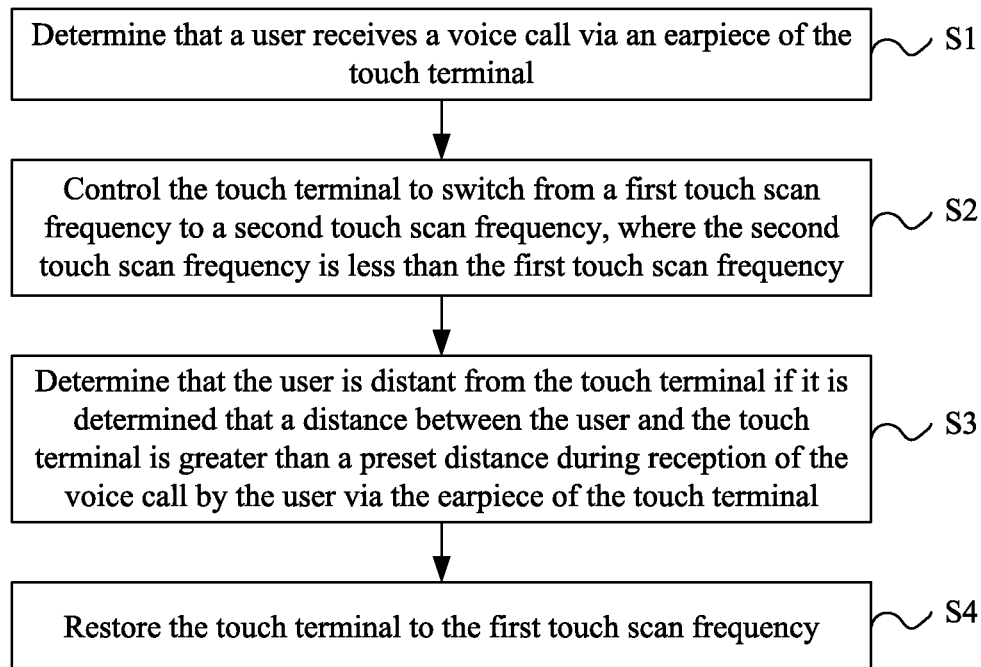 Determine that a user receives a voice call via an earpiece of the
touch terminal
S1
Control the touch terminal to switch from a first touch scan
frequency to a second touch scan frequency, where the second
touch scan frequency is less than the first touch scan frequency
S2
Determine that the user is distant from the touch terminal if it is
determined that a distance between the user and the touch
terminal is greater than a preset distance during reception of the
voice call by the user via the earpiece of the touch terminal
S3
Restore the touch terminal to the first touch scan frequency
S4